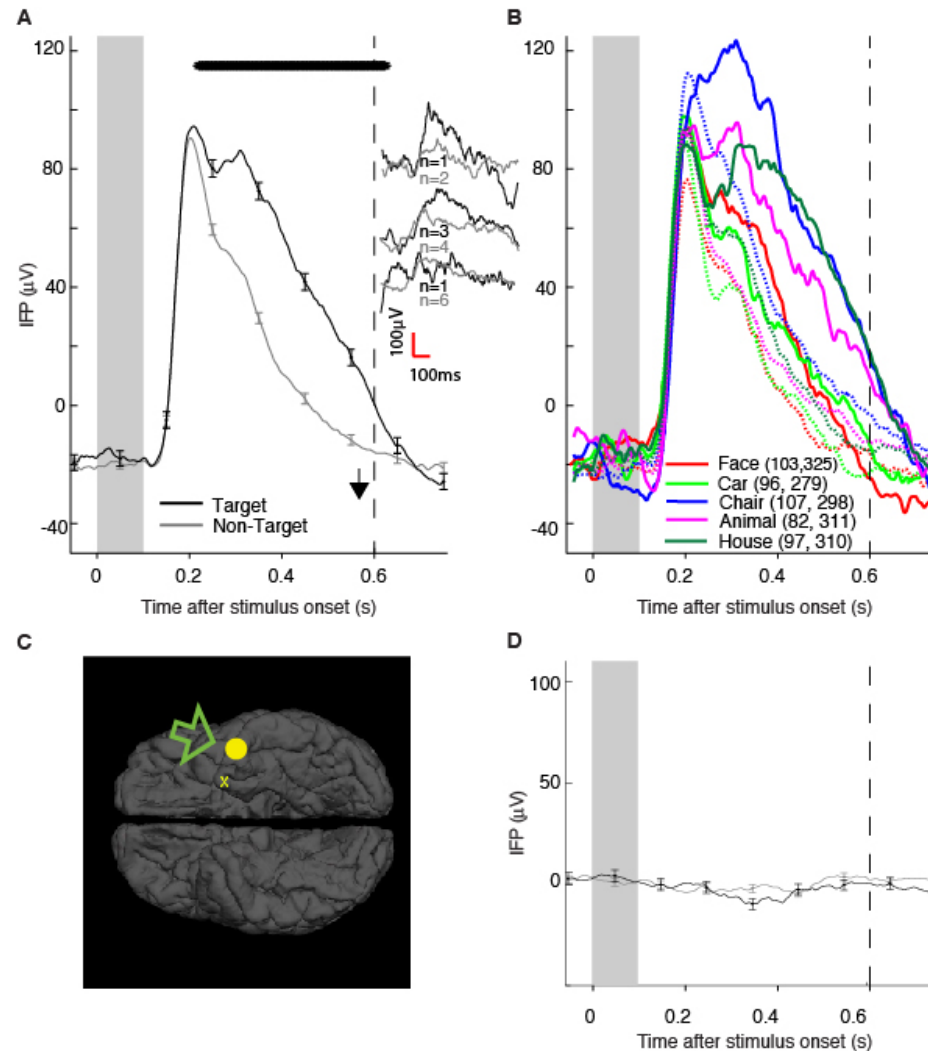 A
120
80
40
0
-40
IFP (μV)
n=1
n=2
n=3
n=4
n=1
n=6
100μV
100ms
Target
Non-Target
0
0.2
0.4
0.6
Time after stimulus onset (s)
B
120
80
40
0
-40
Face (103,325)
Car (96, 279)
Chair (107, 298)
Animal (82, 311)
House (97, 310)
0
0.2
0.4
0.6
Time after stimulus onset (s)
C
x
D
100
50
0
IFP (μV)
0
0.2
0.4
0.6
Time after stimulus onset (s)